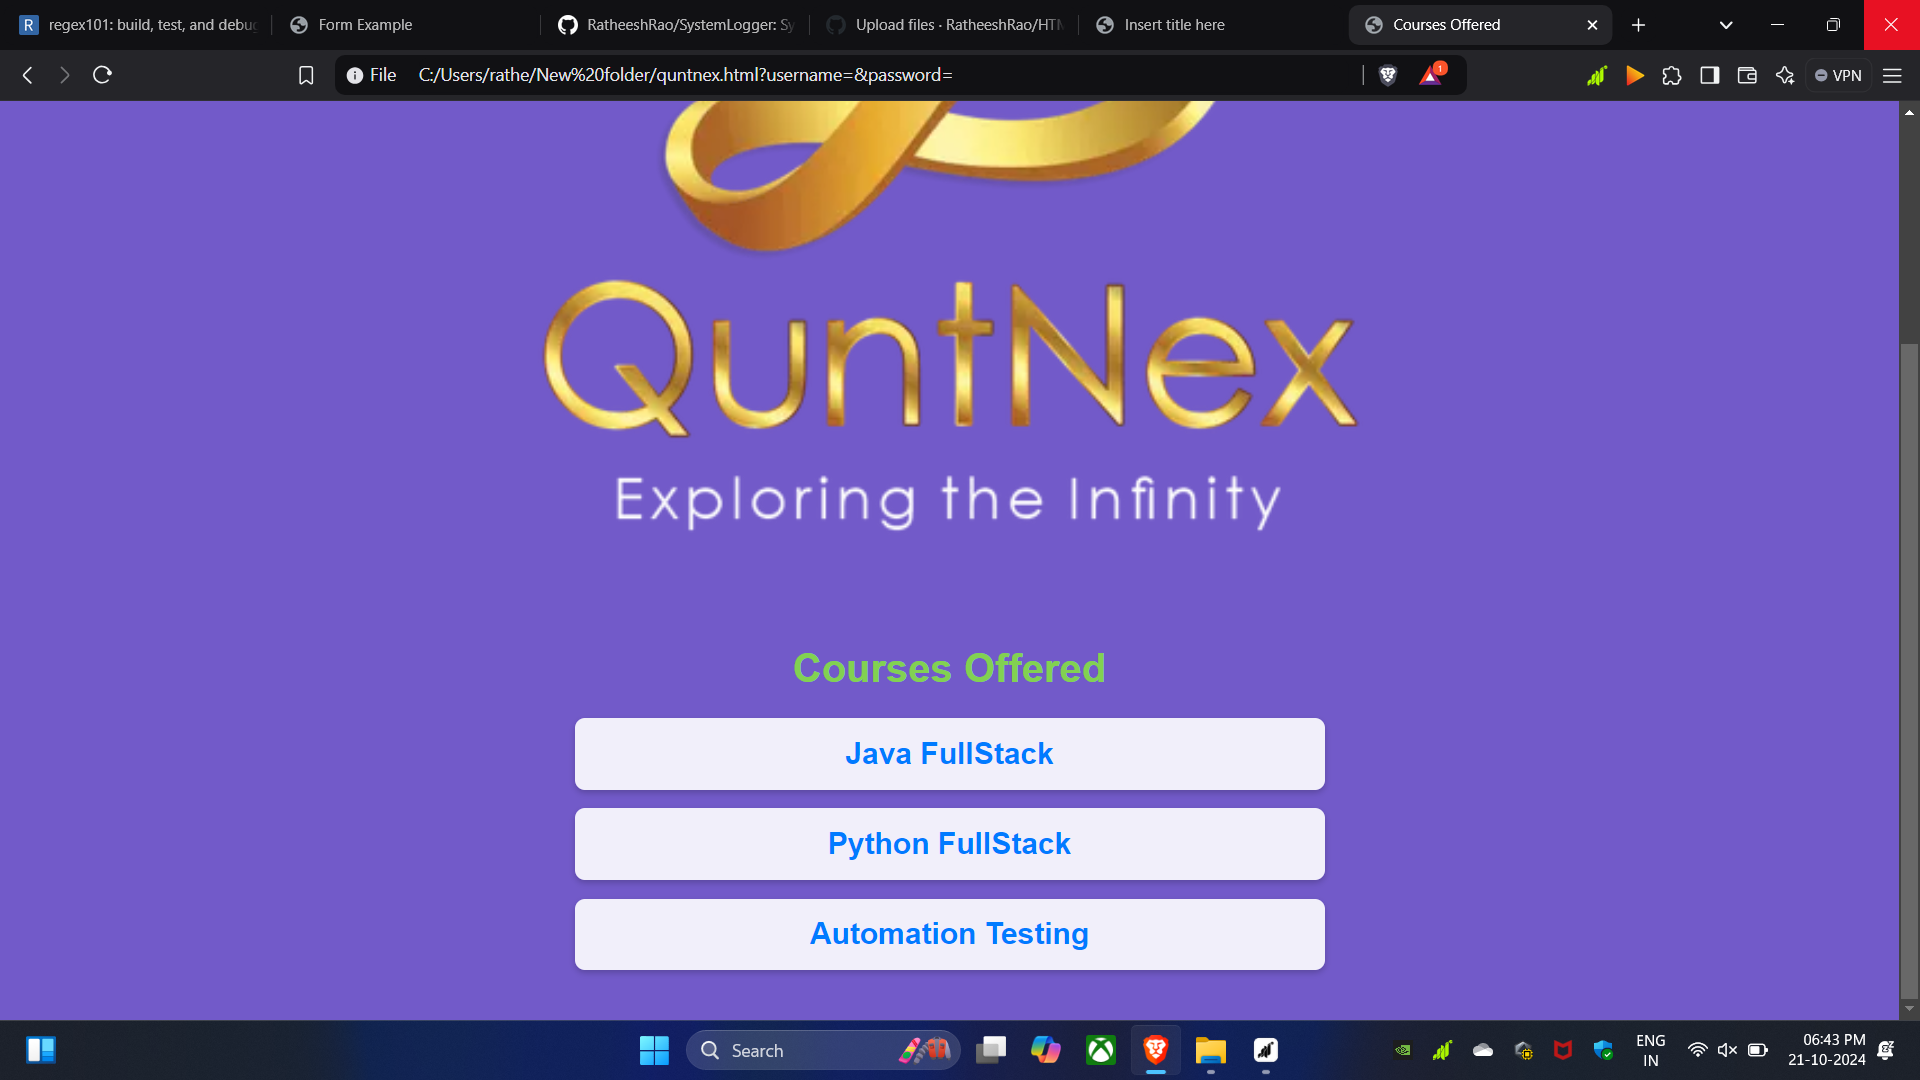 regex101: build, test, and debug
Form Example
RatheeshRao/SystemLogger: Sy
Upload files · RatheeshRao/HTM
Insert title here
Courses Offered
File
C:/Users/rathe/New%20folder/quntnex.html?username=&password=
1
VPN
QuntNex
Exploring the Infinity
Courses Offered
Java FullStack
Python FullStack
Automation Testing
Search
ENG
IN
06:43 PM
21-10-2024